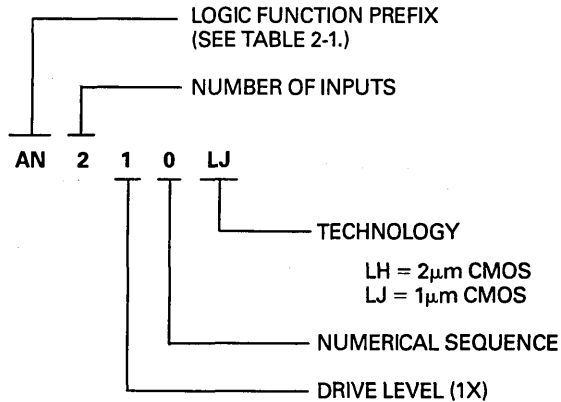 LOGIC FUNCTION PREFIX
(SEE TABLE 2-1.)
NUMBER OF INPUTS
AN 2 1 0 LJ
TECHNOLOGY
LH = 2μm CMOS
LJ = 1μm CMOS
NUMERICAL SEQUENCE
DRIVE LEVEL (1X)